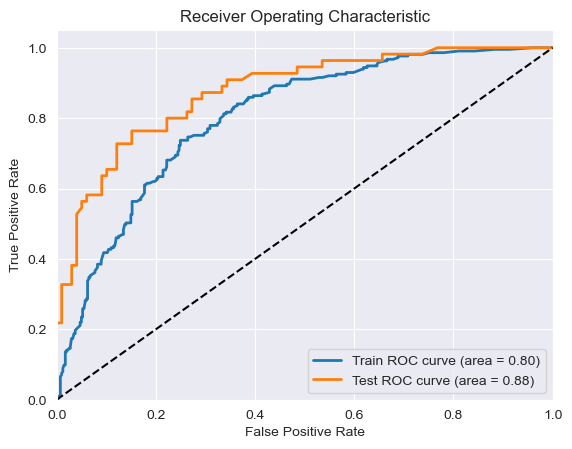 Receiver Operating Characteristic
1.0
0.8
0.6
0.4
0.2
0.0
True Positive Rate
Train ROC curve (area = 0.80)
Test ROC curve (area = 0.88)
0.0 0.2 0.4 0.6 0.8 1.0
False Positive Rate